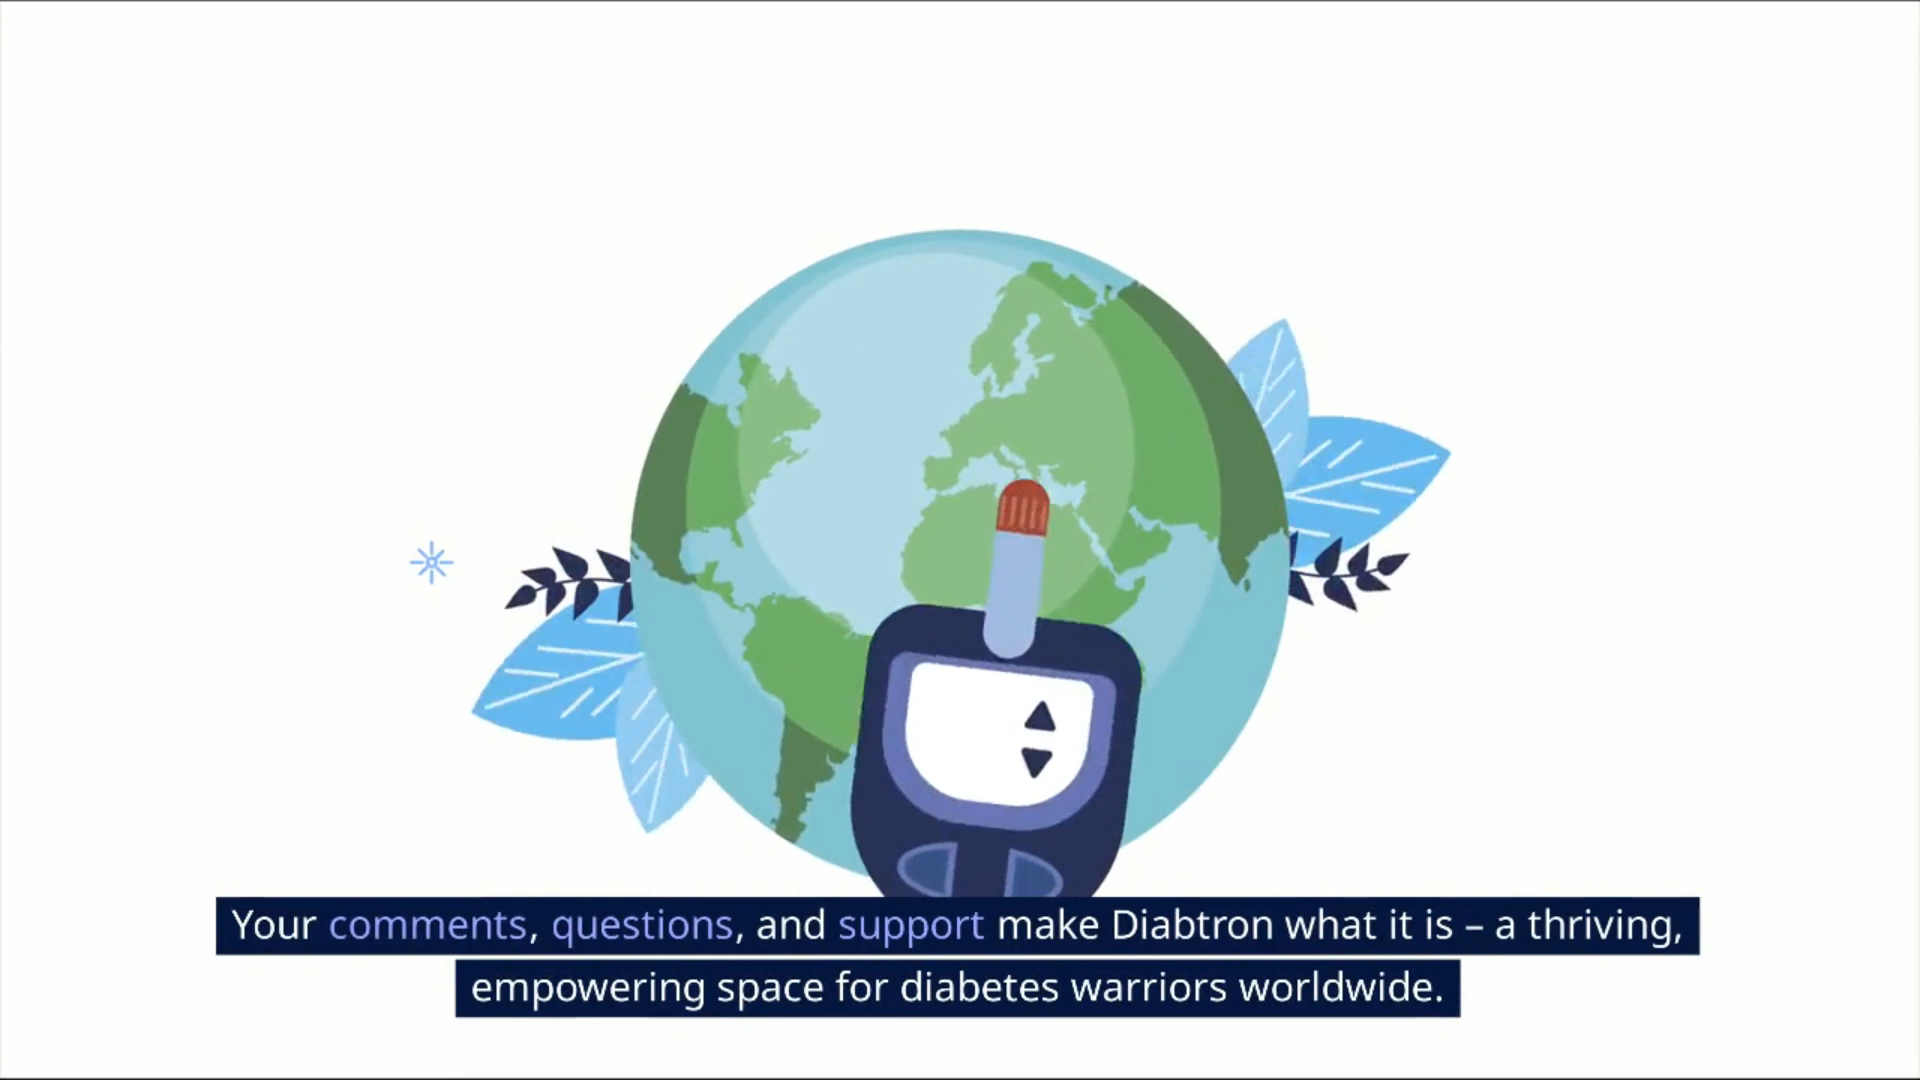 Your comments, questions, and support make Diabtron what it is – a thriving,
empowering space for diabetes warriors worldwide.